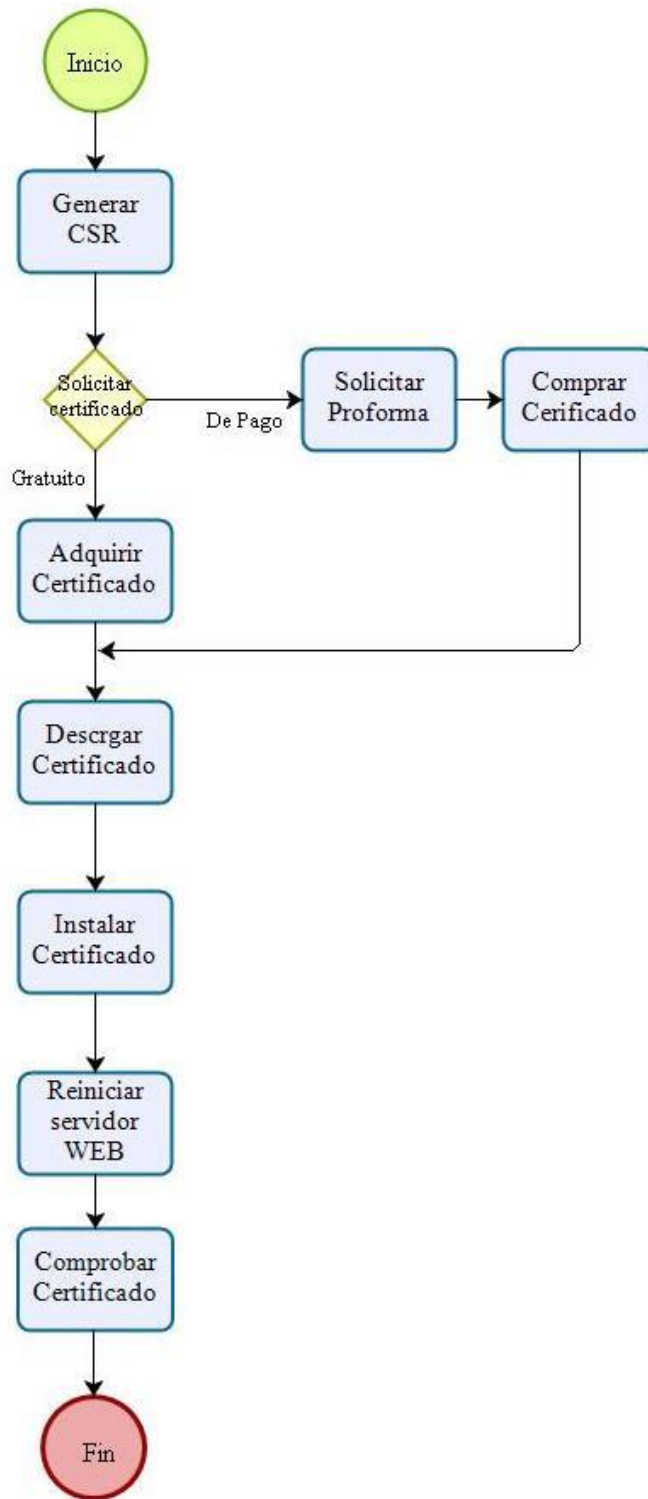 Inicio
Generar
CSR
Solicitar
certificado
De Pago
Solicitar
Proforma
Comprar
Cerificado
Gratuito
Adquirir
Certificado
Descrgar
Certificado
Instalar
Certificado
Reiniciar
servidor
WEB
Comprobar
Certificado
Fin